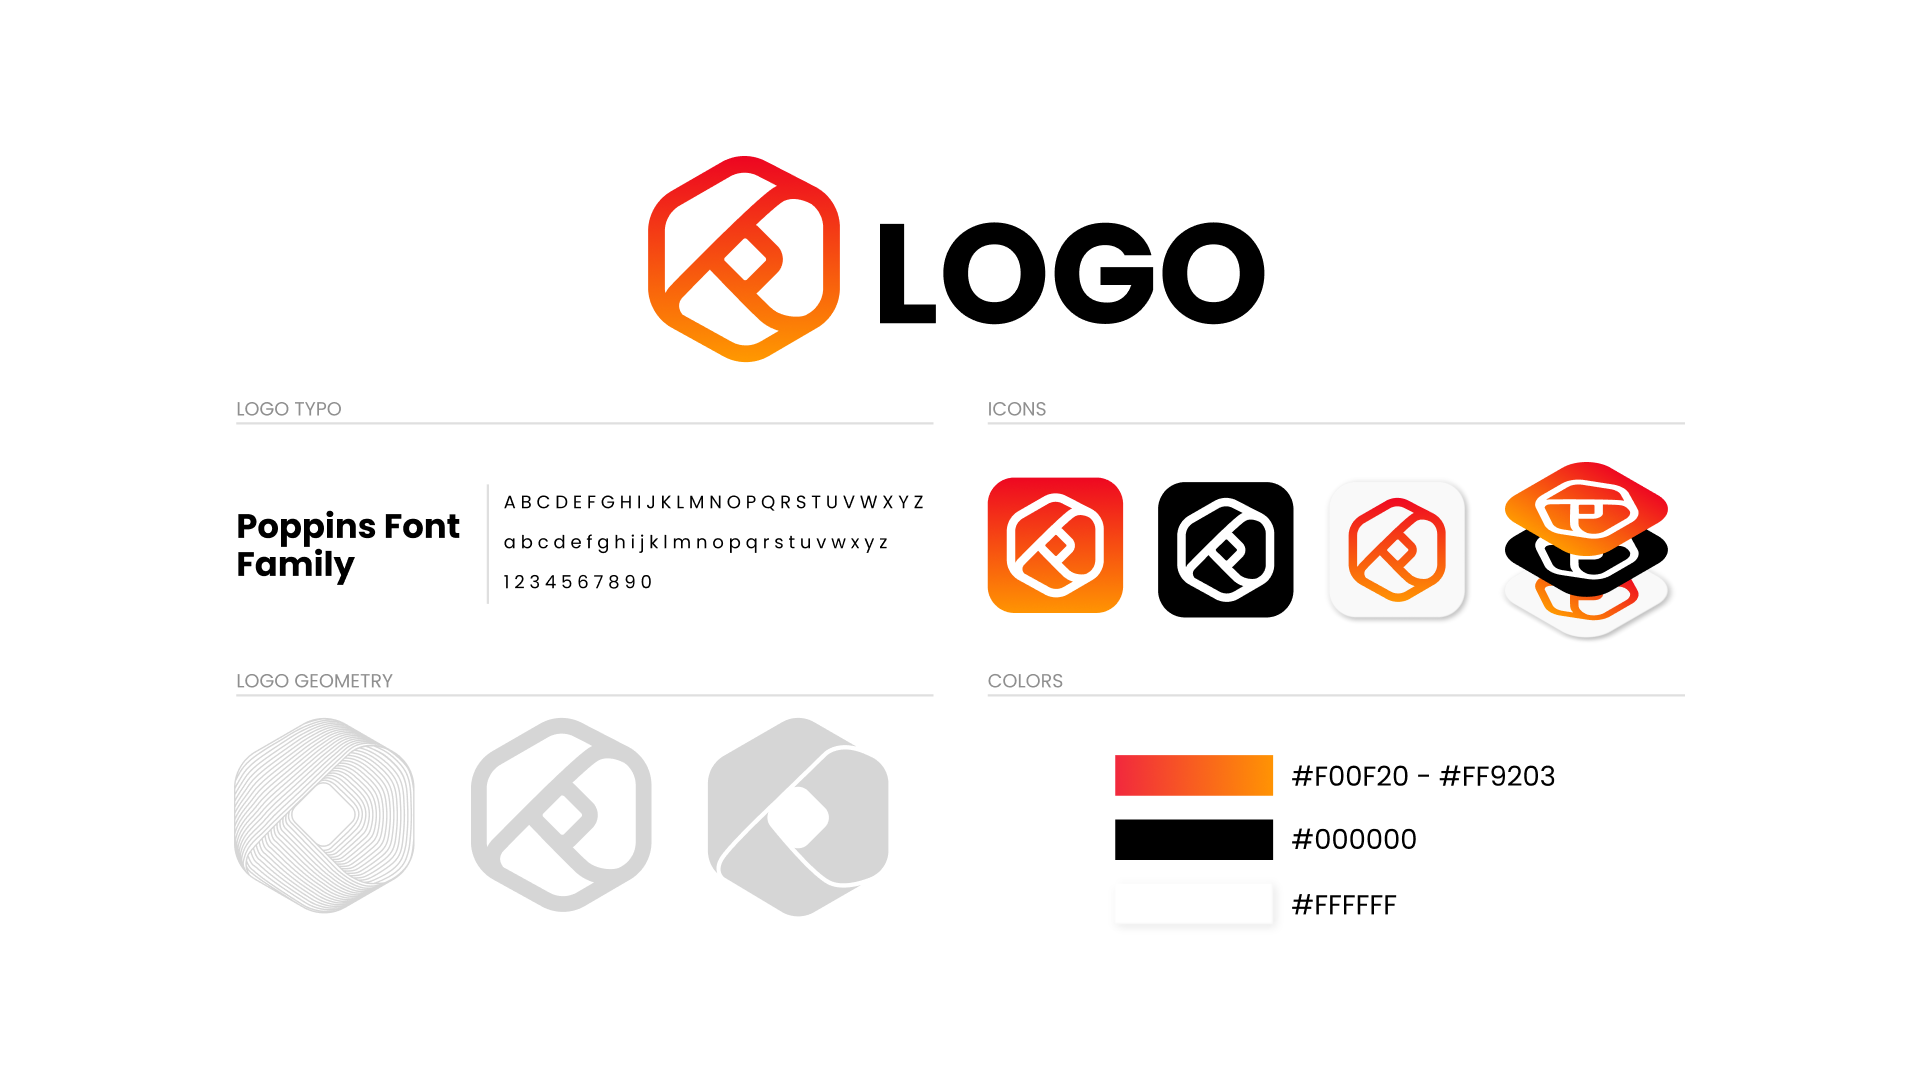 LOGO
LOGO TYPO
Poppins Font
Family
A B C D E F G H I J K L M N O P Q R S T U V W X Y Z
a b c d e f g h i j k l m n o p q r s t u v w x y z
1 2 3 4 5 6 7 8 9 0
ICONS
LOGO GEOMETRY
COLORS
#F00F20 - #FF9203
#000000
#FFFFFF